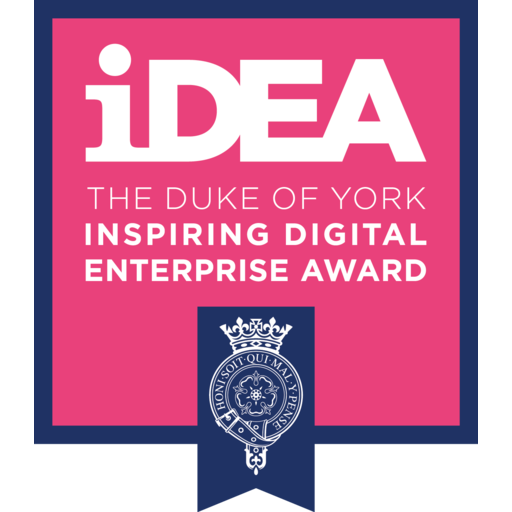 iDEA
THE DUKE OF YORK
INSPIRING DIGITAL
ENTERPRISE AWARD
HONI·SOIT·QUI·MAL·Y·PENSE